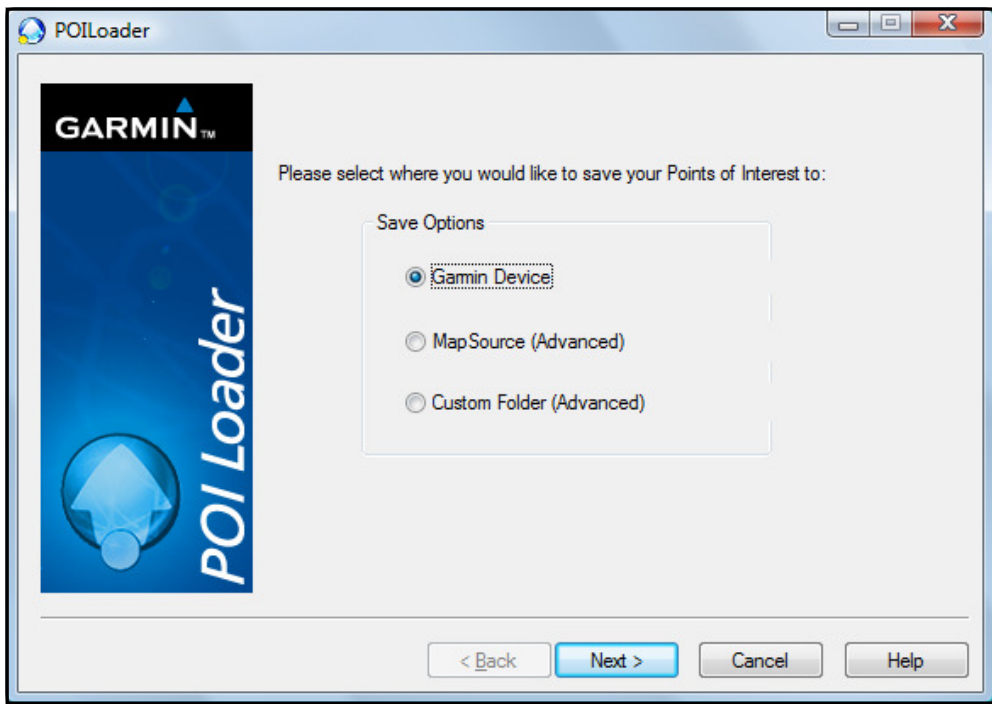 POILoader
GARMIN™
Please select where you would like to save your Points of Interest to:
Save Options
Garmin Device
MapSource (Advanced)
Custom Folder (Advanced)
POI Loader
< Back
Next >
Cancel
Help